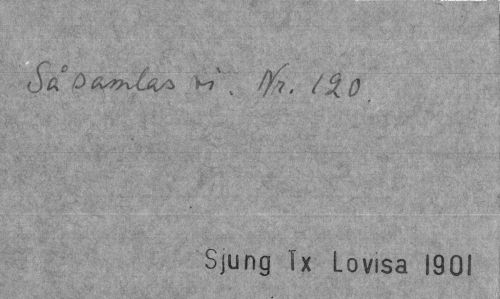 Så samlas vi. Nr. 120.
Sjung Tx Lovisa 1901